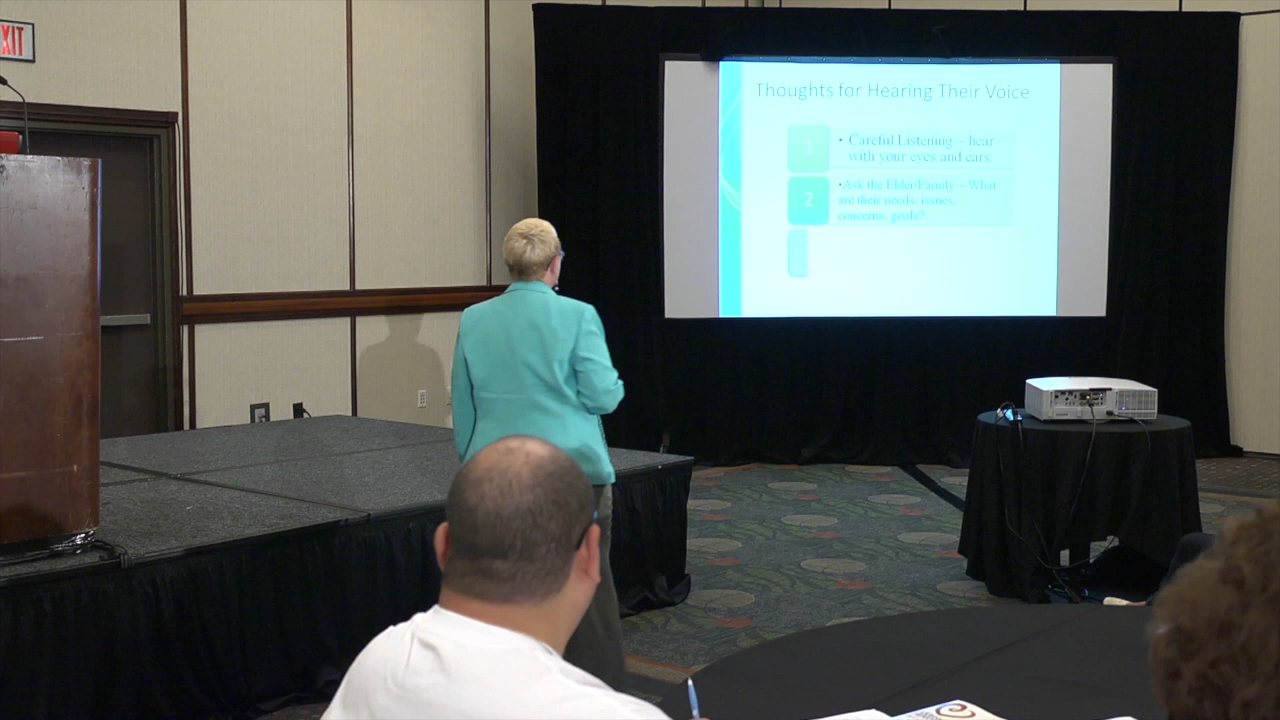 XIT
Thoughts for Hearing Their Voice
1
• Careful Listening – hear
with your eyes and ears
2
•Ask the Elder/Family – What
are their needs, issues,
concerns, goals?